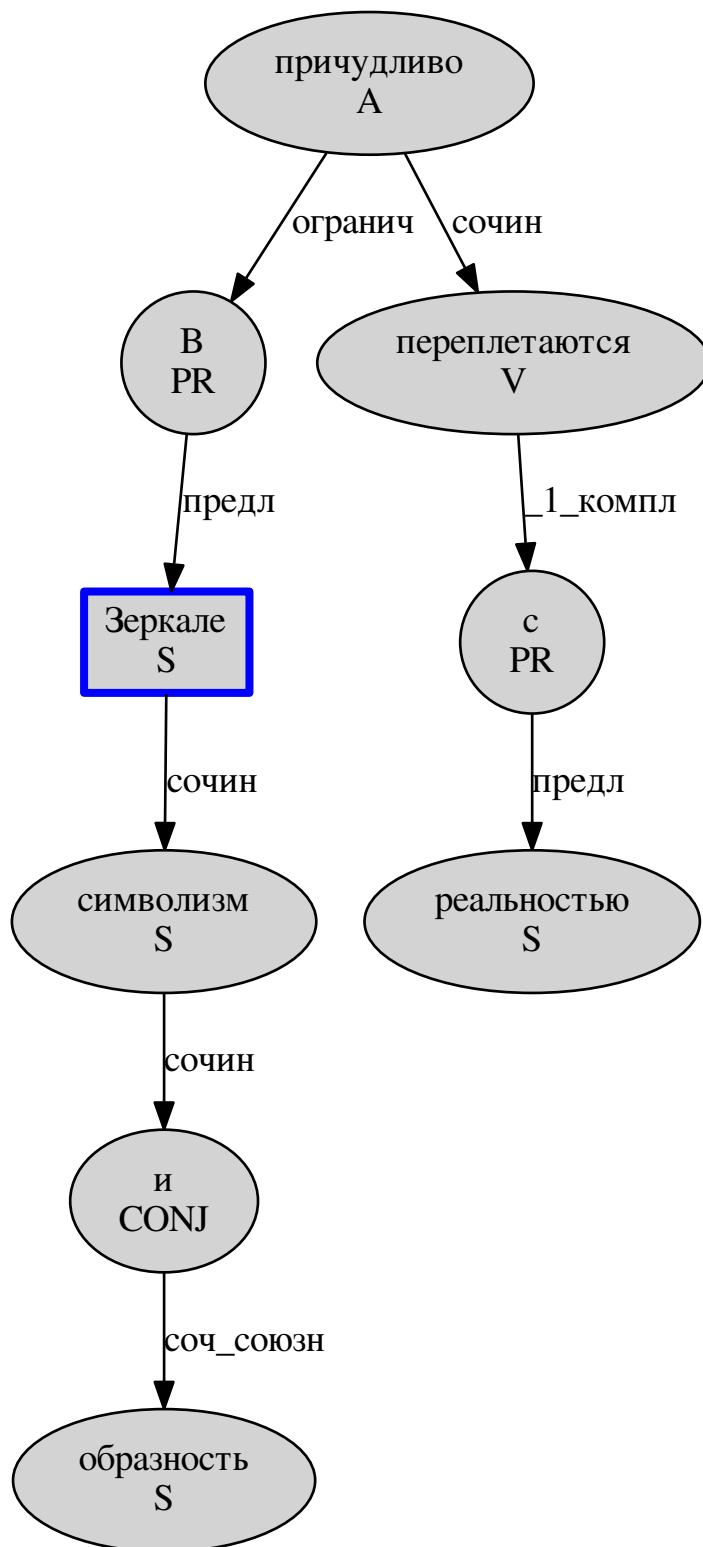 причудливо
A
огранич
сочин
В
PR
переплетаются
V
предл
_1_компл
Зеркале
S
с
PR
сочин
предл
символизм
S
реальностью
S
сочин
и
CONJ
соч_союзн
образность
S